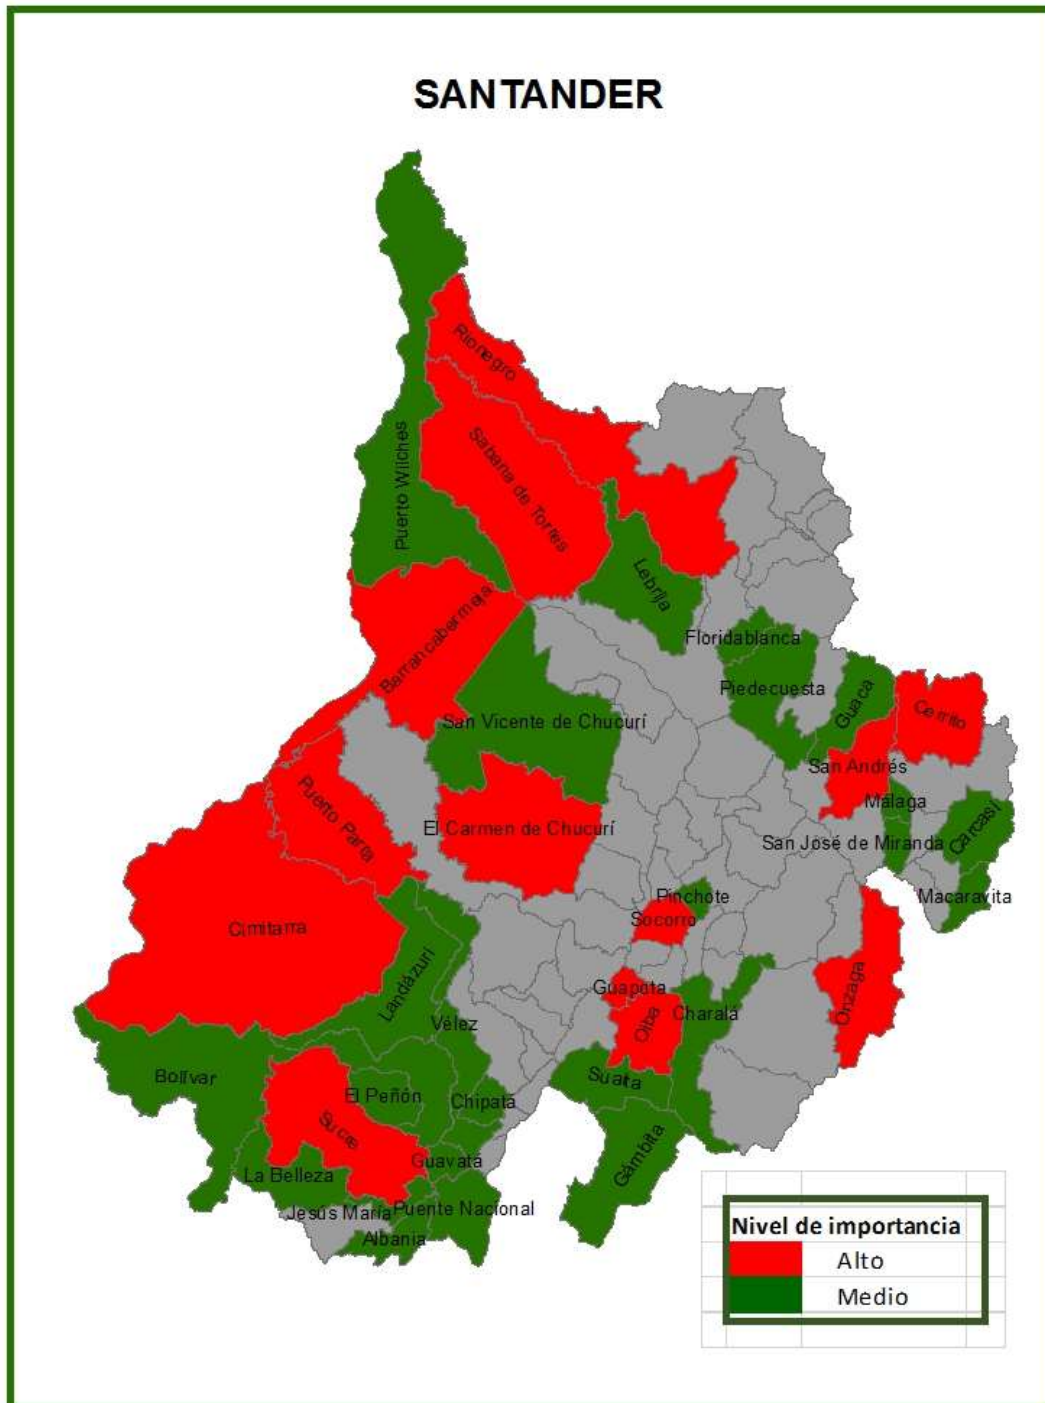 SANTANDER
Rionegro
Sabana de Torres
Puerto Wilches
Lebrija
Barrancabermeja
Floridablanca
Piedecuesta
Guaca
Cerrito
San Vicente de Chucurí
San Andrés
Málaga
Puerto Parra
El Carmen de Chucurí
San José de Miranda
Carcasí
Pinchote
Macaravita
Socorro
Cimitarra
Landázuri
Guapota
Onzaga
Oiba
Charalá
Vélez
Bolívar
Suaita
El Peñón
Chipatá
Sucre
Gámbita
Guavatá
La Belleza
Jesús María
Puente Nacional
Albania
Nivel de importancia
Alto
Medio